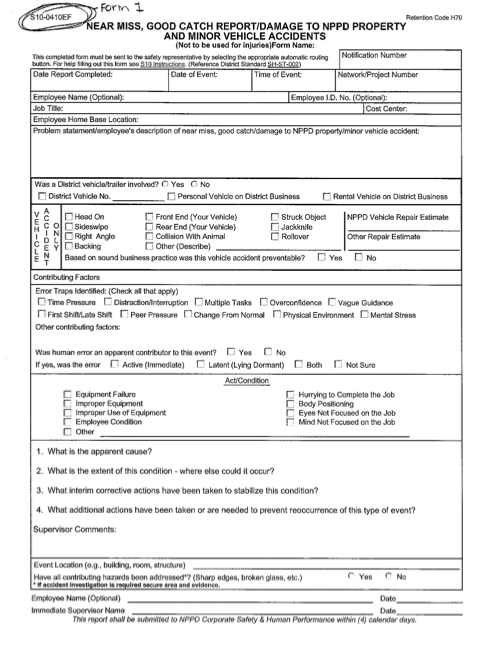 Form 1
S10-0410EF
Retention Code H70
NEAR MISS, GOOD CATCH REPORT/DAMAGE TO NPPD PROPERTY
AND MINOR VEHICLE ACCIDENTS
(Not to be used for injuries)Form Name:
This completed form must be sent to the safety representative by selecting the appropriate automatic routing
button. For help filling out this form see S10 Instructions. (Reference District Standard SH-ST-002)
Notification Number
Date Report Completed:
Date of Event:
Time of Event:
Network/Project Number
Employee Name (Optional):
Employee I.D. No. (Optional):
Job Title:
Cost Center:
Employee Home Base Location:
Problem statement/employee's description of near miss, good catch/damage to NPPD property/minor vehicle accident:
Was a District vehicle/trailer involved? Yes No
District Vehicle No. Personal Vehicle on District Business Rental Vehicle on District Business
VEHICLE ACCIDENT ONLY
Head On Front End (Your Vehicle) Struck Object NPPD Vehicle Repair Estimate
Sideswipe Rear End (Your Vehicle) Jackknife
Right Angle Collision With Animal Rollover Other Repair Estimate
Backing Other (Describe)
Based on sound business practice was this vehicle accident preventable? Yes No
Contributing Factors
Error Traps Identified: (Check all that apply)
Time Pressure Distraction/Interruption Multiple Tasks Overconfidence Vague Guidance
First Shift/Late Shift Peer Pressure Change From Normal Physical Environment Mental Stress
Other contributing factors:
Was human error an apparent contributor to this event? Yes No
If yes, was the error Active (Immediate) Latent (Lying Dormant) Both Not Sure
Act/Condition
Equipment Failure Hurrying to Complete the Job
Improper Equipment Body Positioning
Improper Use of Equipment Eyes Not Focused on the Job
Employee Condition Mind Not Focused on the Job
Other
1. What is the apparent cause?
2. What is the extent of this condition - where else could it occur?
3. What interim corrective actions have been taken to stabilize this condition?
4. What additional actions have been taken or are needed to prevent reoccurrence of this type of event?
Supervisor Comments:
Event Location (e.g., building, room, structure)
Have all contributing hazards been addressed*? (Sharp edges, broken glass, etc.) Yes No
* If accident investigation is required secure area and evidence.
Employee Name (Optional) Date
Immediate Supervisor Name Date
This report shall be submitted to NPPD Corporate Safety & Human Performance within (4) calendar days.